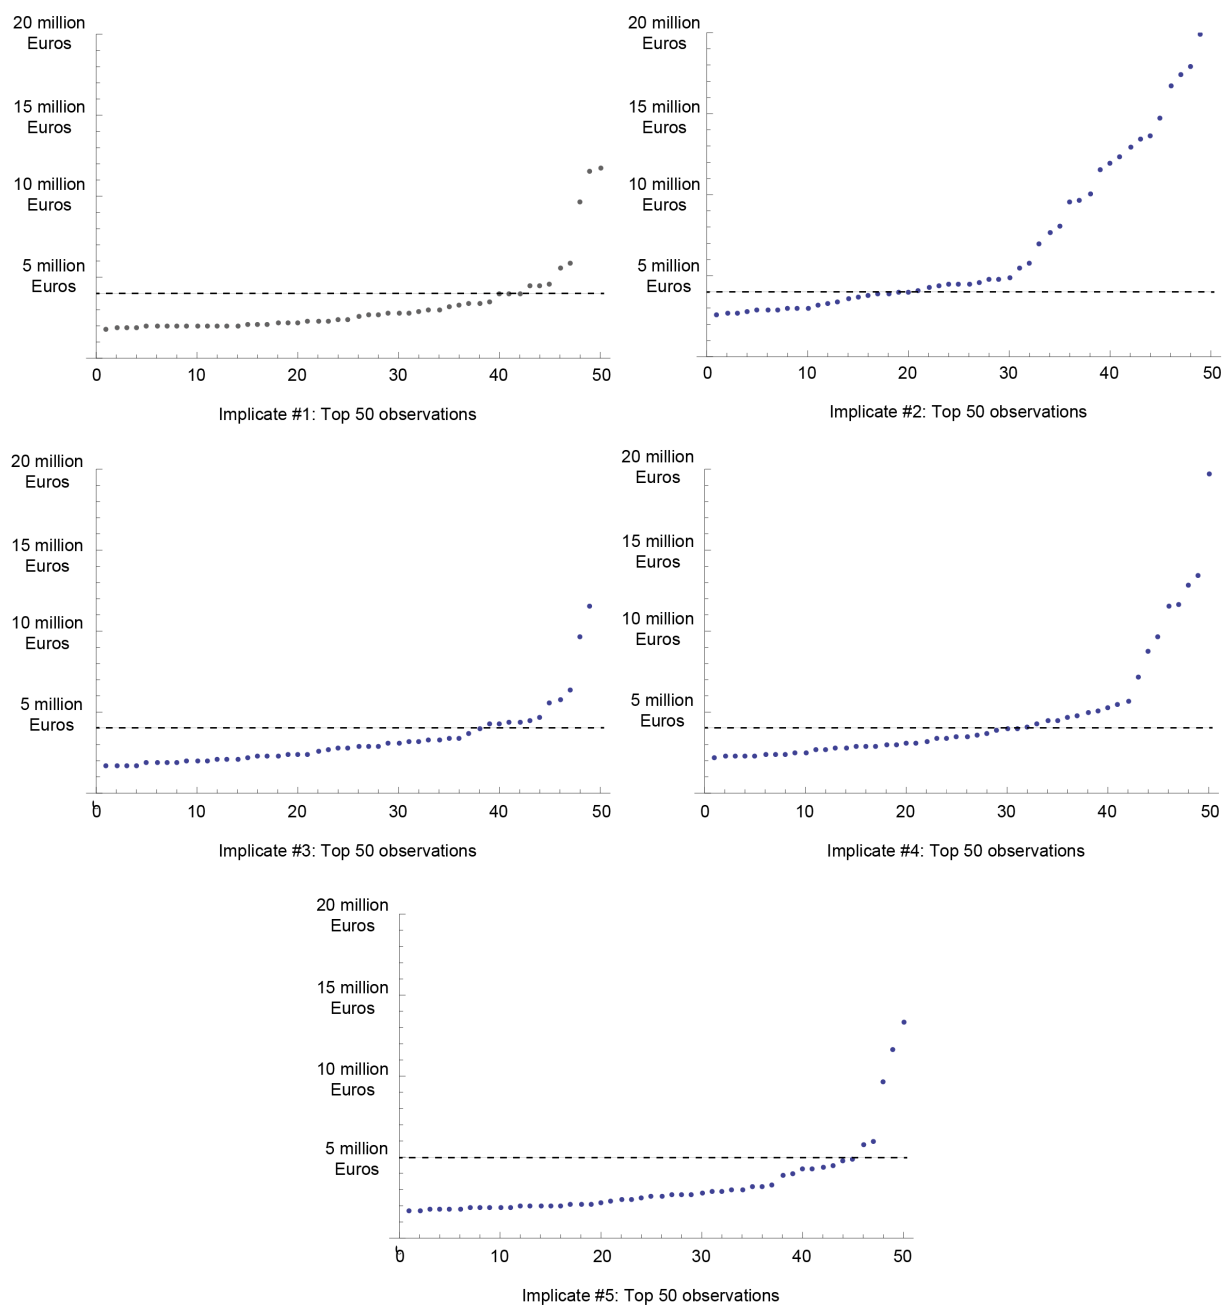 20 million
Euros
15 million
Euros
10 million
Euros
5 million
Euros
0 10 20 30 40 50
Implicate #1: Top 50 observations
20 million
Euros
15 million
Euros
10 million
Euros
5 million
Euros
0 10 20 30 40 50
Implicate #2: Top 50 observations
20 million
Euros
15 million
Euros
10 million
Euros
5 million
Euros
0 10 20 30 40 50
Implicate #3: Top 50 observations
20 million
Euros
15 million
Euros
10 million
Euros
5 million
Euros
0 10 20 30 40 50
Implicate #4: Top 50 observations
20 million
Euros
15 million
Euros
10 million
Euros
5 million
Euros
0 10 20 30 40 50
Implicate #5: Top 50 observations